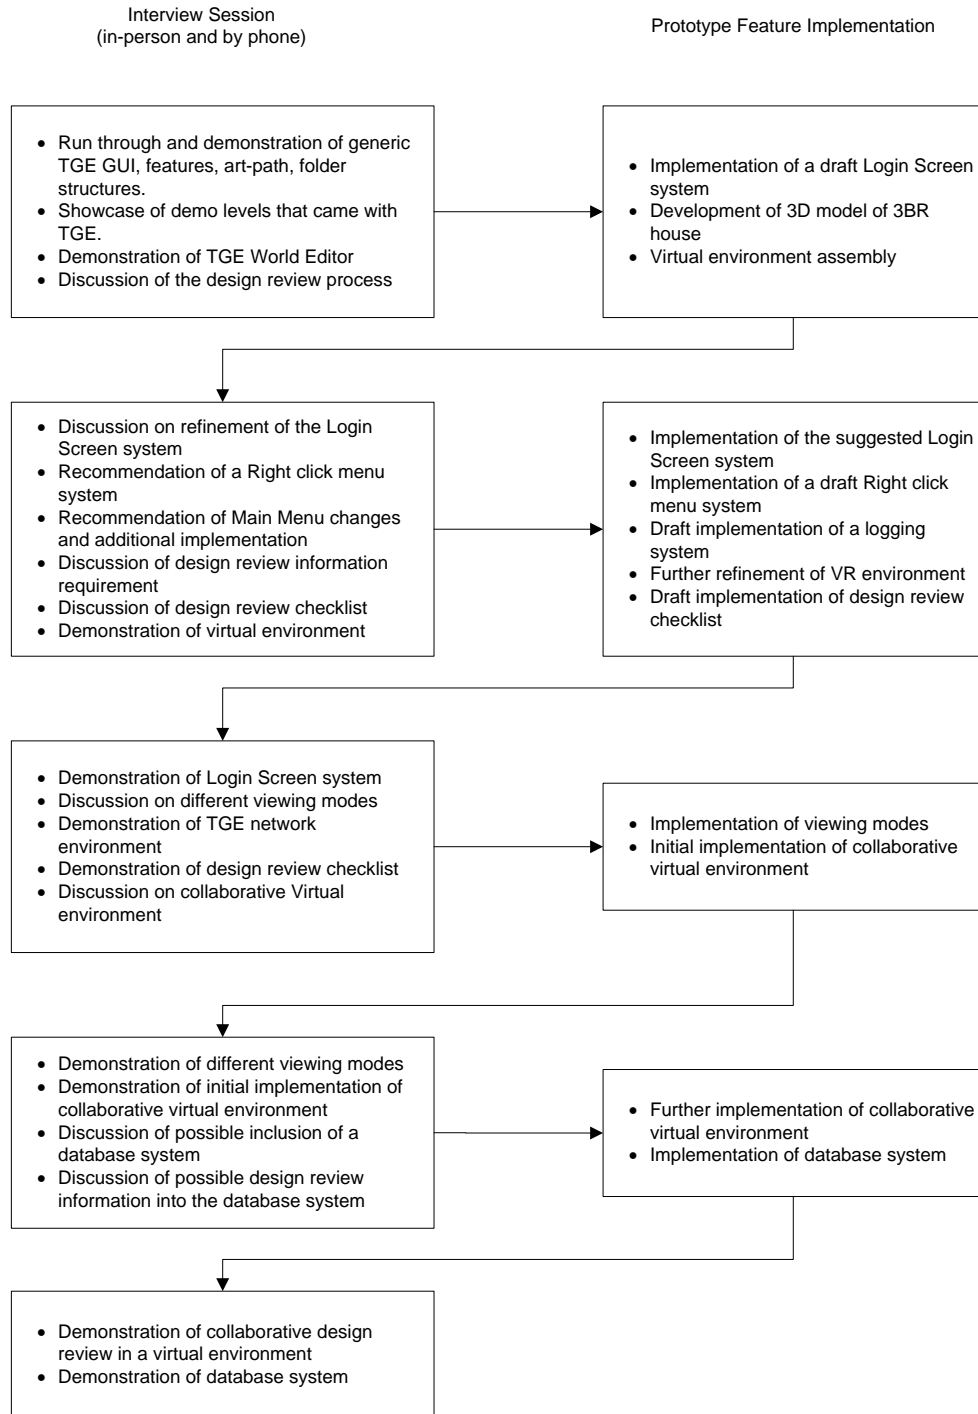 Interview Session
(in-person and by phone)
Prototype Feature Implementation
• Run through and demonstration of generic
TGE GUI, features, art-path, folder
structures.
• Showcase of demo levels that came with
TGE.
• Demonstration of TGE World Editor
• Discussion of the design review process
• Implementation of a draft Login Screen
system
• Development of 3D model of 3BR
house
• Virtual environment assembly
• Discussion on refinement of the Login
Screen system
• Recommendation of a Right click menu
system
• Recommendation of Main Menu changes
and additional implementation
• Discussion of design review information
requirement
• Discussion of design review checklist
• Demonstration of virtual environment
• Implementation of the suggested Login
Screen system
• Implementation of a draft Right click
menu system
• Draft implementation of a logging
system
• Further refinement of VR environment
• Draft implementation of design review
checklist
• Demonstration of Login Screen system
• Discussion on different viewing modes
• Demonstration of TGE network
environment
• Demonstration of design review checklist
• Discussion on collaborative Virtual
environment
• Implementation of viewing modes
• Initial implementation of collaborative
virtual environment
• Demonstration of different viewing modes
• Demonstration of initial implementation of
collaborative virtual environment
• Discussion of possible inclusion of a
database system
• Discussion of possible design review
information into the database system
• Further implementation of collaborative
virtual environment
• Implementation of database system
• Demonstration of collaborative design
review in a virtual environment
• Demonstration of database system